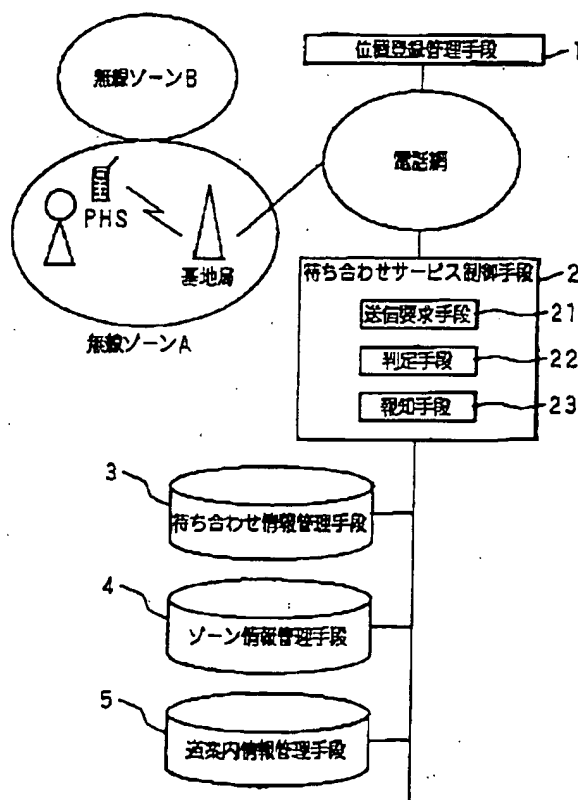 位置登録管理手段 1
無線ゾーンB
電話網
PHS
基地局
無線ゾーンA
待ち合わせサービス制御手段 2
送信要求手段 21
判定手段 22
報知手段 23
3
待ち合わせ情報管理手段
4
ゾーン情報管理手段
5
道案内情報管理手段